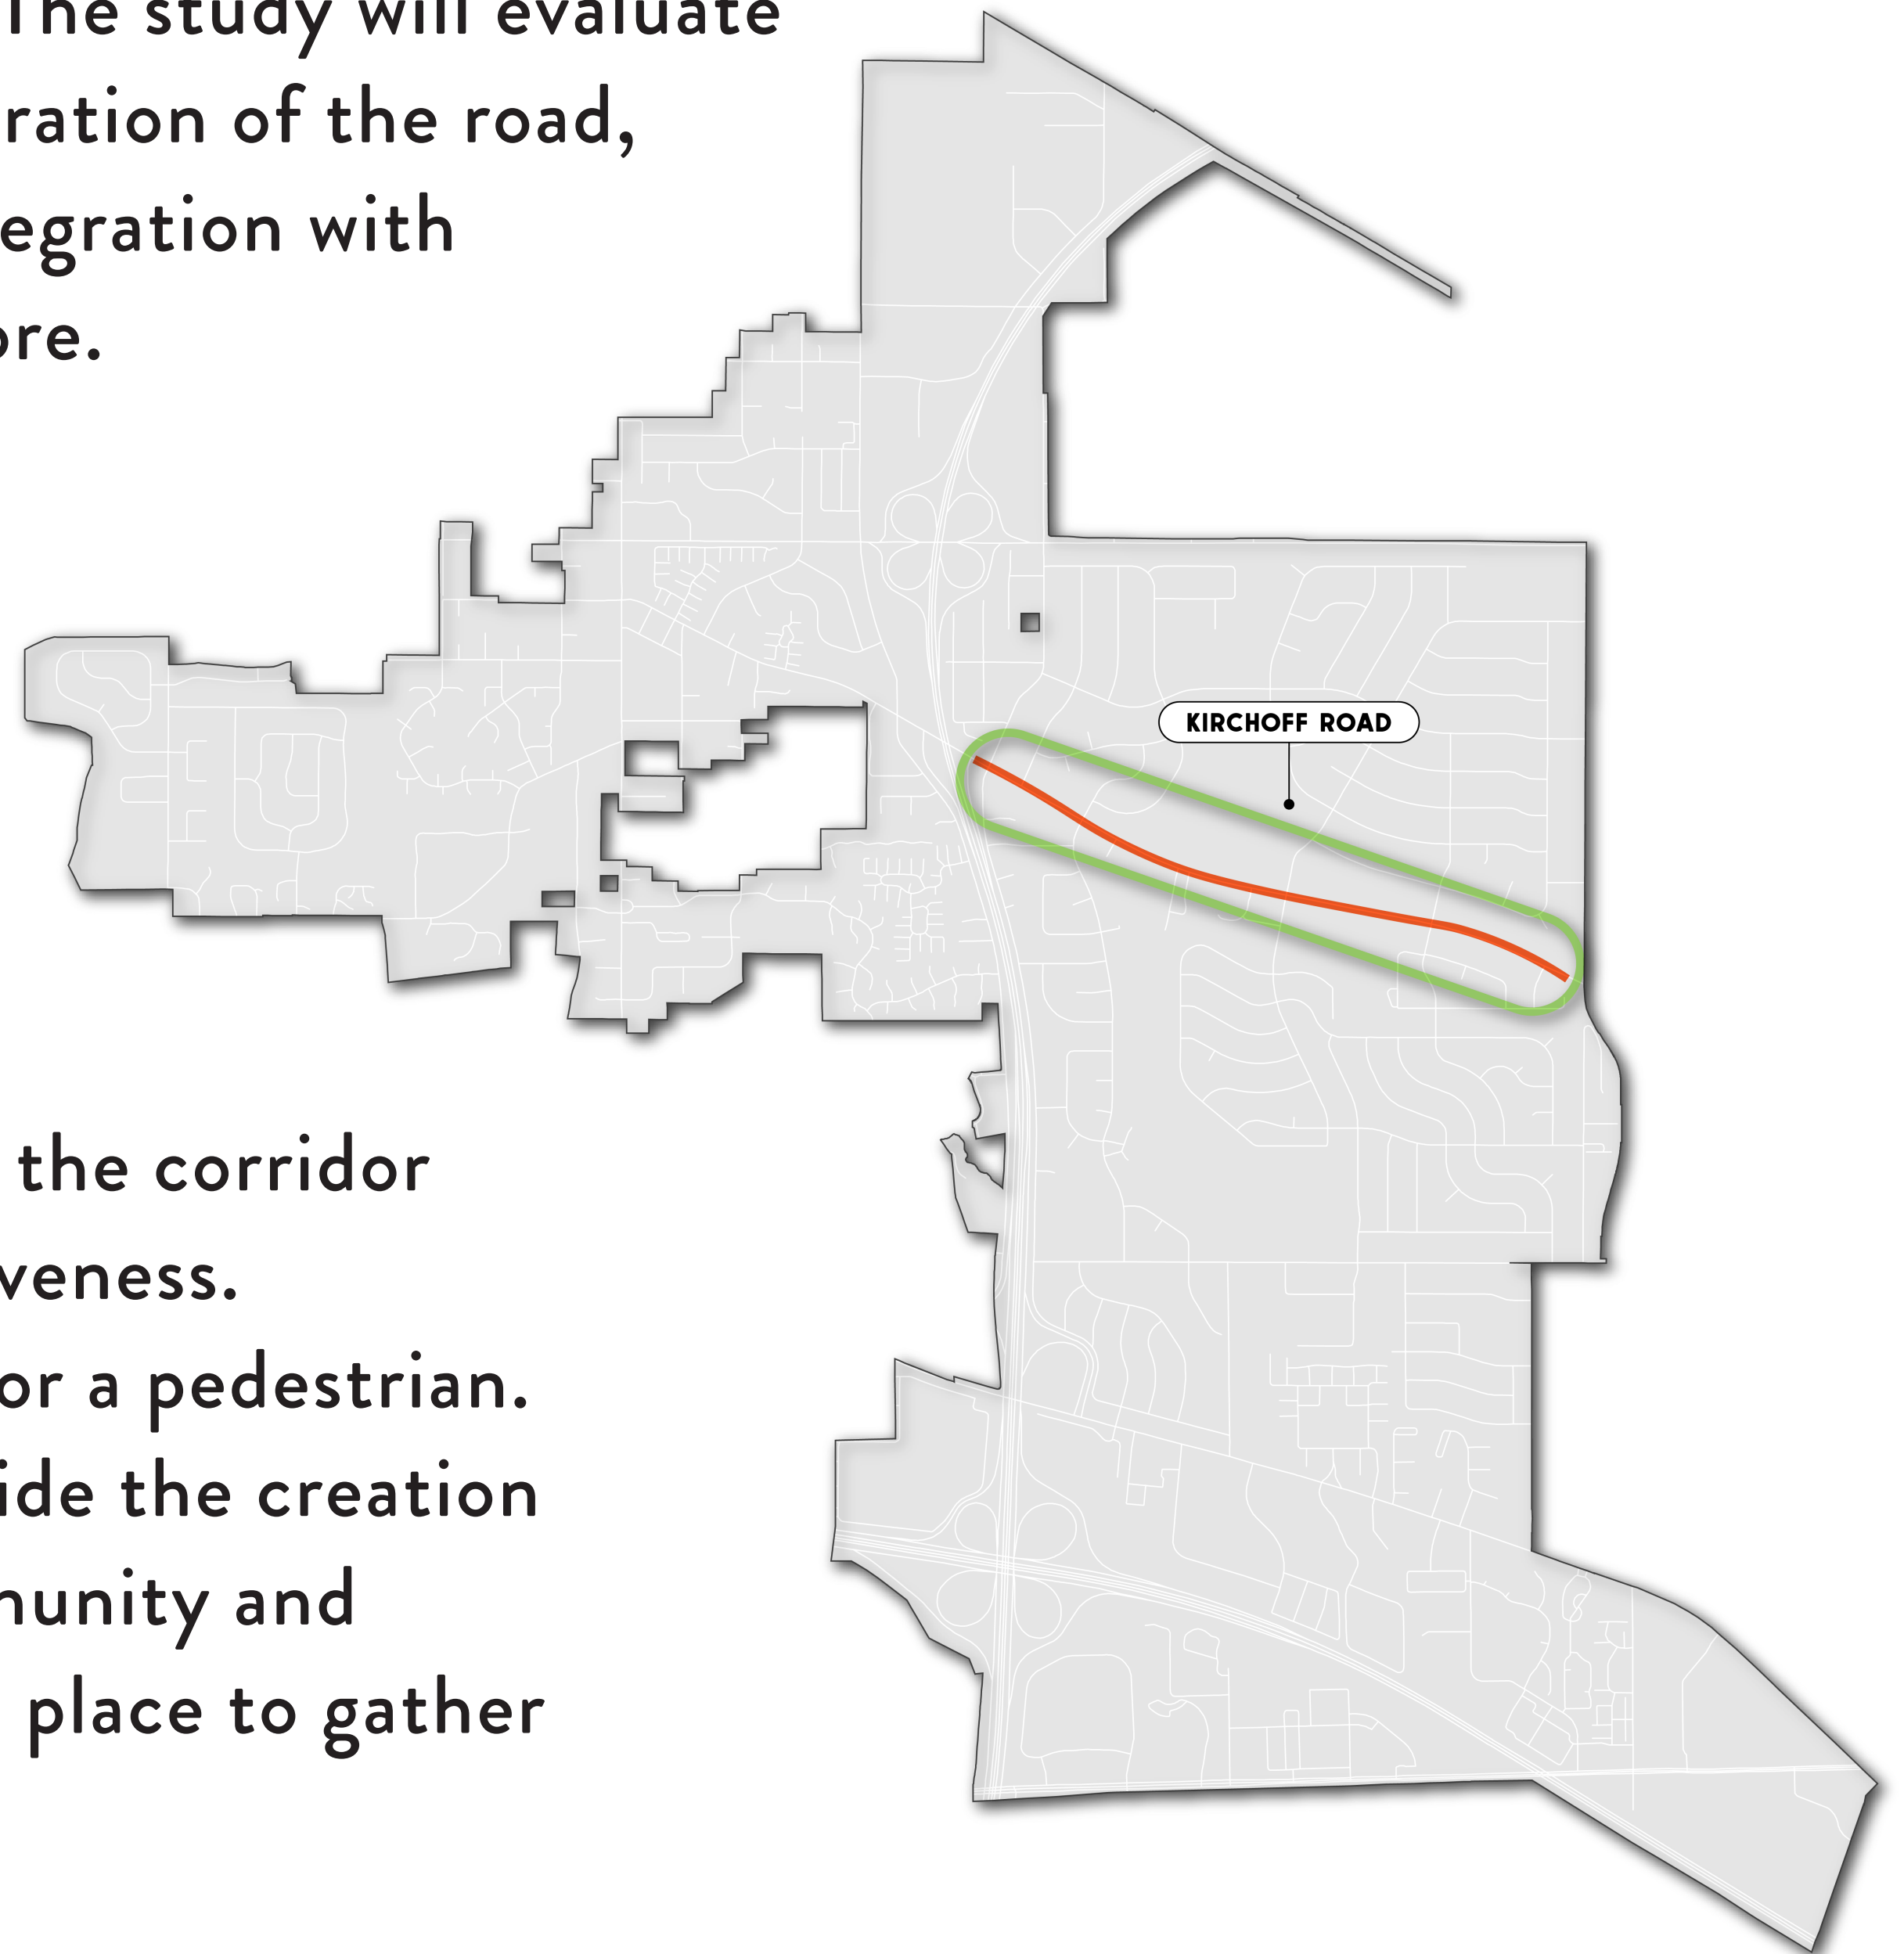 The study will evaluate
ration of the road,
egration with
ore.
KIRCHOFF ROAD
the corridor
veness.
or a pedestrian.
ide the creation
unity and
place to gather